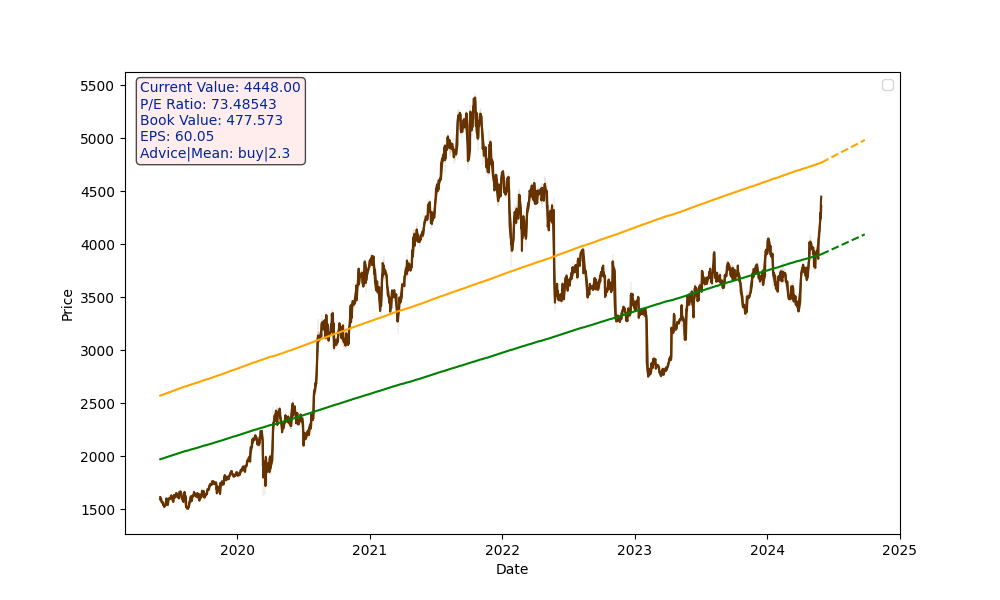 Current Value: 4448.00
P/E Ratio: 73.48543
Book Value: 477.573
EPS: 60.05
Advice|Mean: buy|2.3
5500
5000
4500
4000
3500
3000
2500
2000
1500
Price
2020 2021 2022 2023 2024 2025
Date